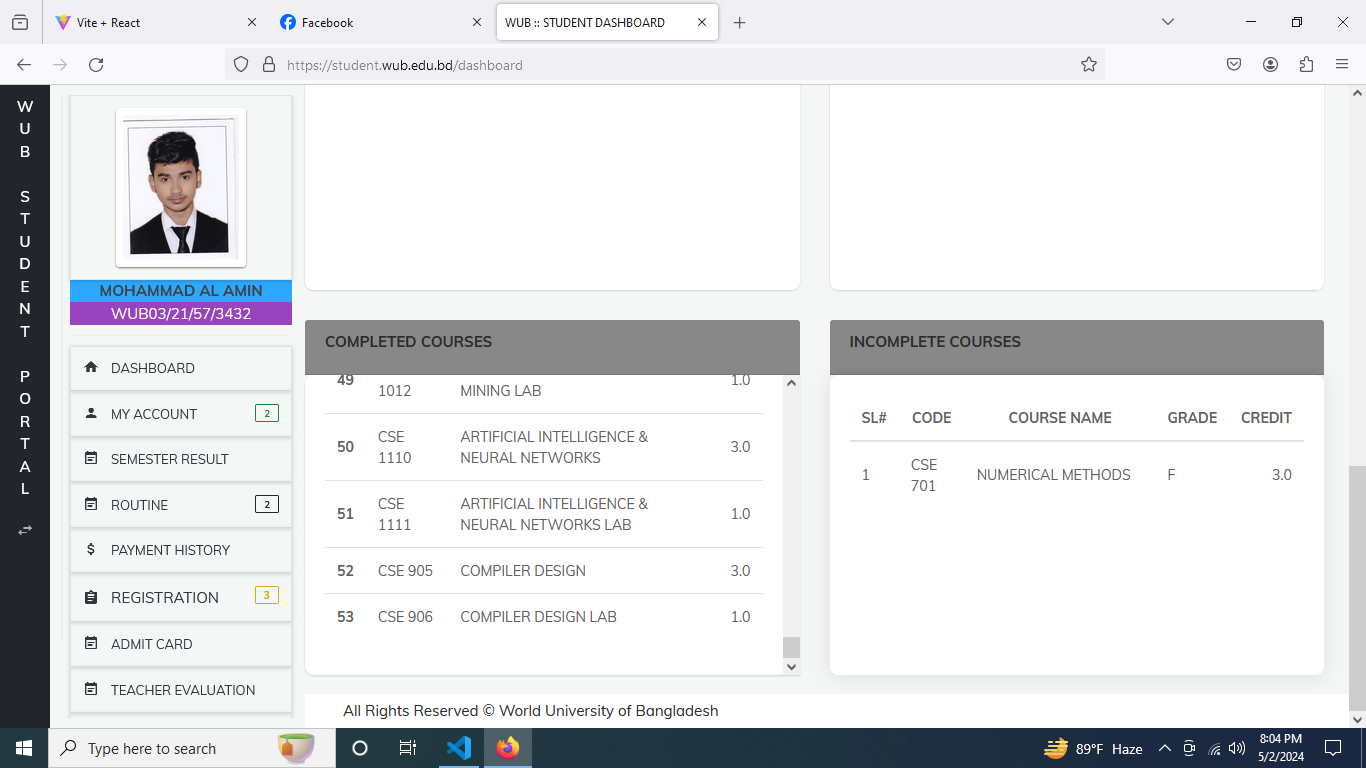 Vite + React
Facebook
WUB :: STUDENT DASHBOARD
https://student.wub.edu.bd/dashboard
WUB STUDENT PORTAL
MOHAMMAD AL AMIN
WUB03/21/57/3432
DASHBOARD
MY ACCOUNT 2
SEMESTER RESULT
ROUTINE 2
PAYMENT HISTORY
REGISTRATION 3
ADMIT CARD
TEACHER EVALUATION
COMPLETED COURSES
49 1012 MINING LAB 1.0
50 CSE 1110 ARTIFICIAL INTELLIGENCE & NEURAL NETWORKS 3.0
51 CSE 1111 ARTIFICIAL INTELLIGENCE & NEURAL NETWORKS LAB 1.0
52 CSE 905 COMPILER DESIGN 3.0
53 CSE 906 COMPILER DESIGN LAB 1.0
INCOMPLETE COURSES
SL# CODE COURSE NAME GRADE CREDIT
1 CSE 701 NUMERICAL METHODS F 3.0
All Rights Reserved © World University of Bangladesh
Type here to search
89°F Haze
8:04 PM
5/2/2024